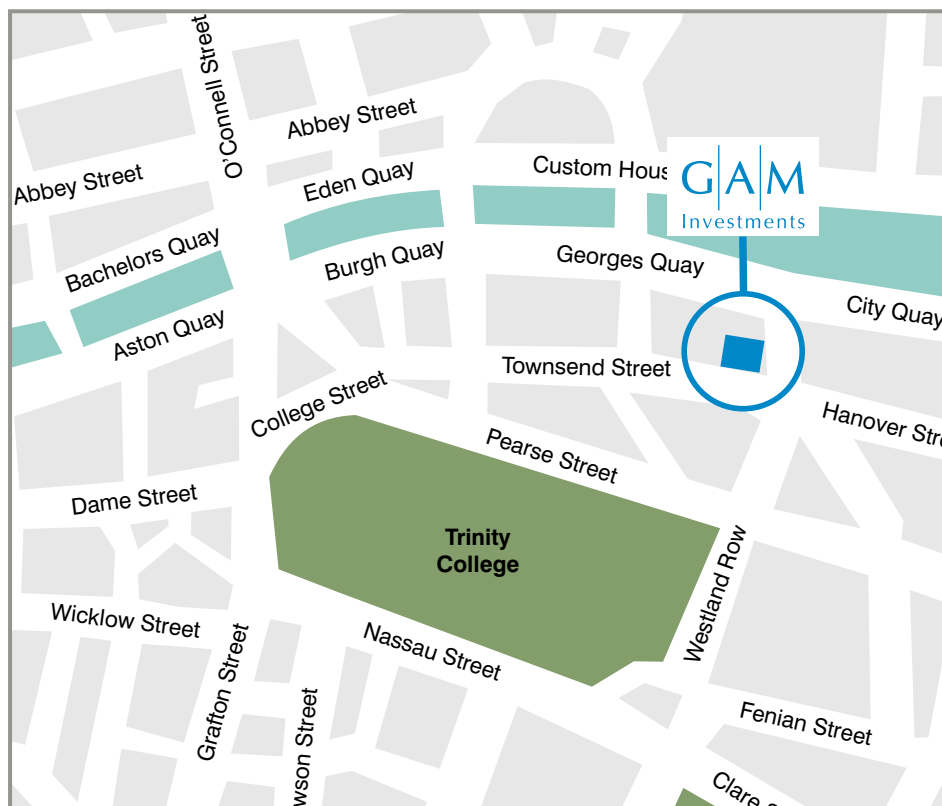 O'Connell Street
Abbey Street
Abbey Street
Eden Quay
Custom Hous
G|A|M
Investments
Bachelors Quay
Burgh Quay
Georges Quay
City Quay
Aston Quay
Townsend Street
College Street
Hanover Stre
Pearse Street
Dame Street
Trinity
College
Westland Row
Wicklow Street
Nassau Street
Grafton Street
wson Street
Fenian Street
Clare S